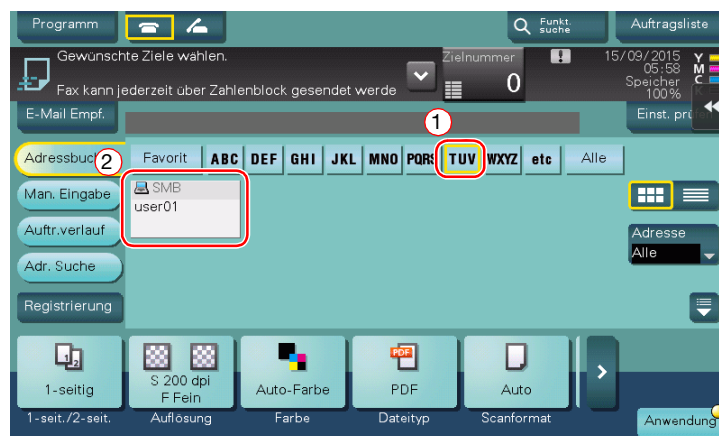 Programm
Funkt.
suche
Auftragsliste
Gewünschte Ziele wählen.
Fax kann jederzeit über Zahlenblock gesendet werde
Zielnummer
0
15/09/2015
05:58
Speicher
100%
Y
M
C
K
E-Mail Empf.
Einst. prüfen
1
Adressbuch
2
Favorit ABC DEF GHI JKL MNO PQRS TUV WXYZ etc Alle
SMB
user01
Man. Eingabe
Auftr.verlauf
Adresse
Alle
Adr. Suche
Registrierung
1-seitig
S 200 dpi
F Fein
Auto-Farbe
PDF
PDF
Auto
1-seit./2-seit.
Auflösung
Farbe
Dateityp
Scanformat
Anwendung